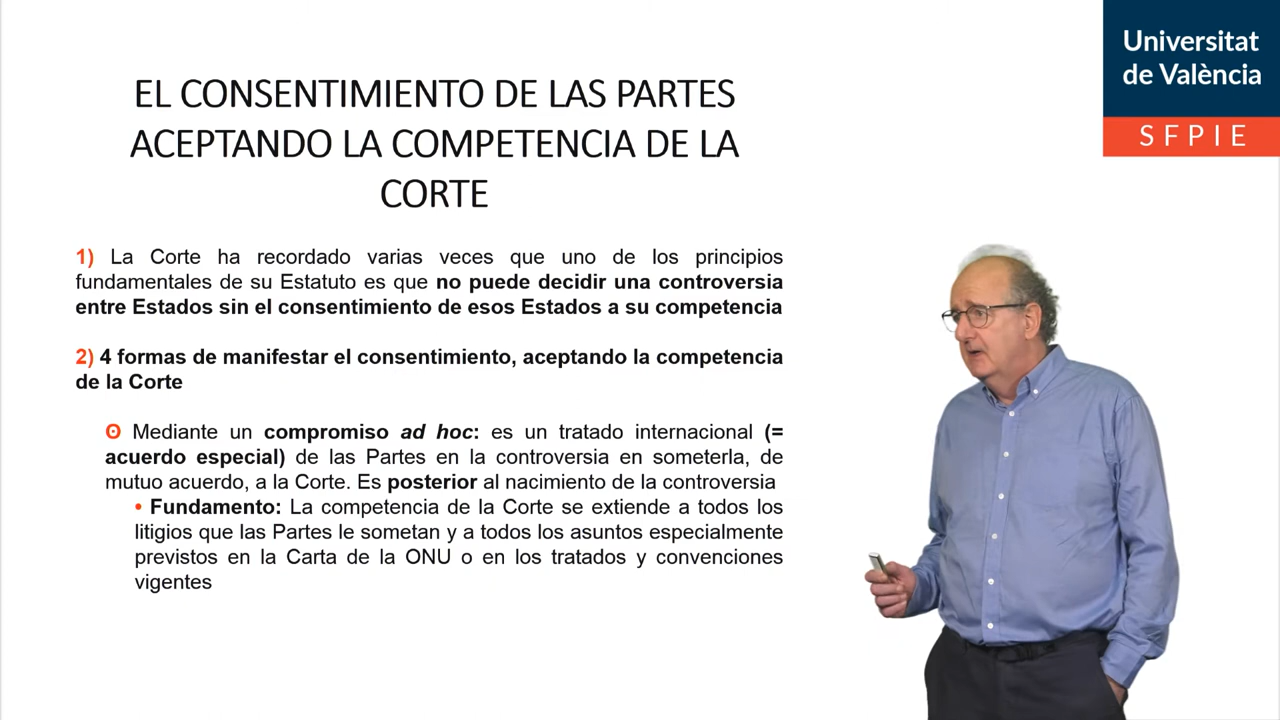 Universitat
de València
SFPIE
EL CONSENTIMIENTO DE LAS PARTES
ACEPTANDO LA COMPETENCIA DE LA
CORTE
1) La Corte ha recordado varias veces que uno de los principios
fundamentales de su Estatuto es que no puede decidir una controversia
entre Estados sin el consentimiento de esos Estados a su competencia
2) 4 formas de manifestar el consentimiento, aceptando la competencia
de la Corte
ʘ Mediante un compromiso ad hoc: es un tratado internacional (=
acuerdo especial) de las Partes en la controversia en someterla, de
mutuo acuerdo, a la Corte. Es posterior al nacimiento de la controversia
• Fundamento: La competencia de la Corte se extiende a todos los
litigios que las Partes le sometan y a todos los asuntos especialmente
previstos en la Carta de la ONU o en los tratados y convenciones
vigentes